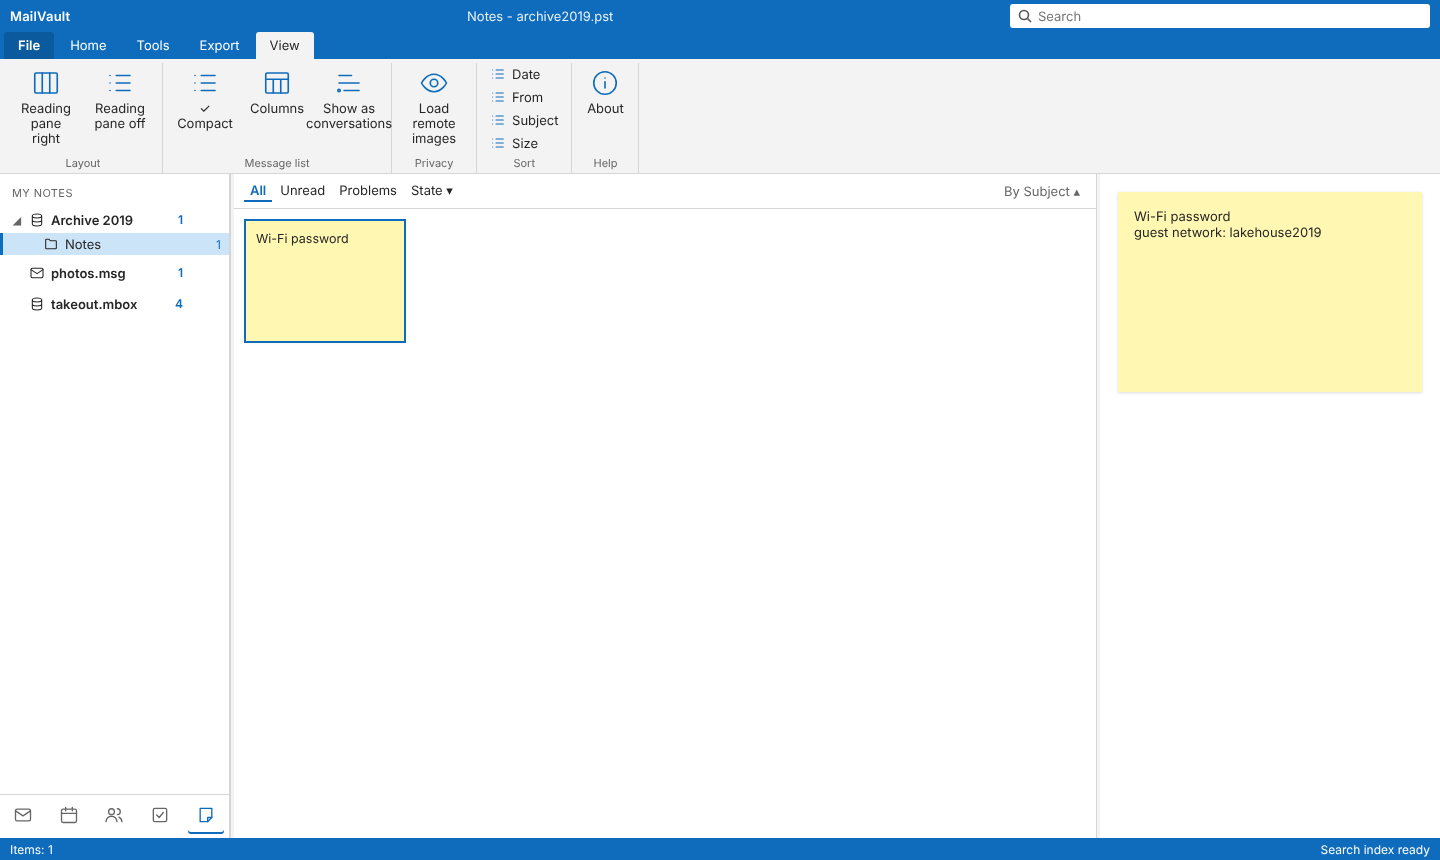 MailVault
Notes - archive2019.pst
Search
File
Home
Tools
Export
View
Reading
pane
right
Reading
pane off
Layout
✓
Compact
Columns
Show as
conversations
Message list
Load
remote
images
Privacy
Date
From
Subject
Size
Sort
About
Help
MY NOTES
Archive 2019 1
Notes 1
photos.msg 1
takeout.mbox 4
All
Unread
Problems
State ▾
By Subject ▴
Wi-Fi password
Wi-Fi password
guest network: lakehouse2019
Items: 1
Search index ready